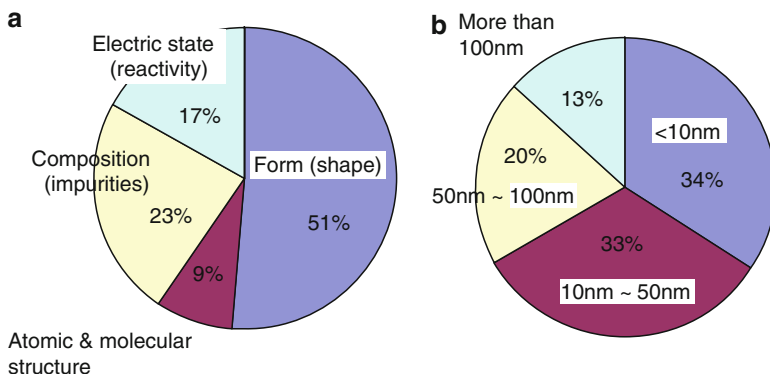 a
Electric state
(reactivity)
17%
Composition
(impurities)
23%
Form (shape)
51%
9%
Atomic & molecular
structure
b
More than
100nm
13%
<10nm
34%
20%
50nm ~ 100nm
33%
10nm ~ 50nm